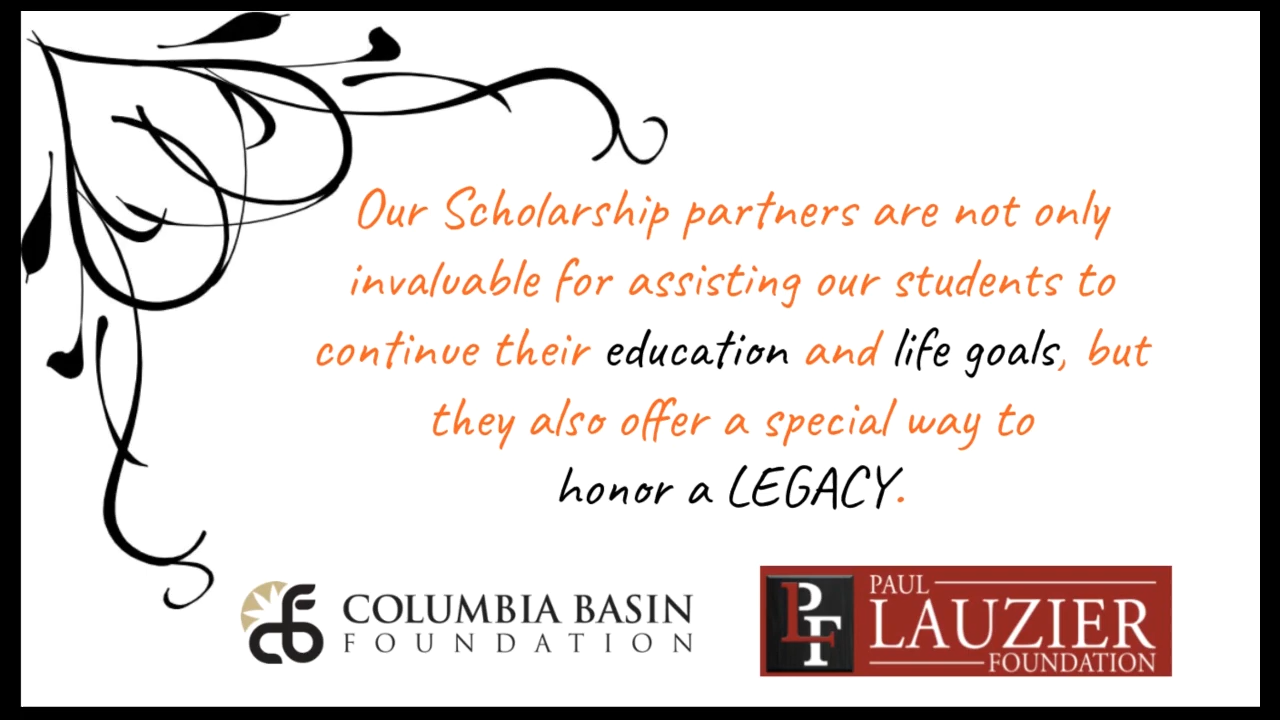 Our Scholarship partners are not only
invaluable for assisting our students to
continue their education and life goals, but
they also offer a special way to
honor a LEGACY.
COLUMBIA BASIN
FOUNDATION
PLF
PAUL
LAUZIER
FOUNDATION